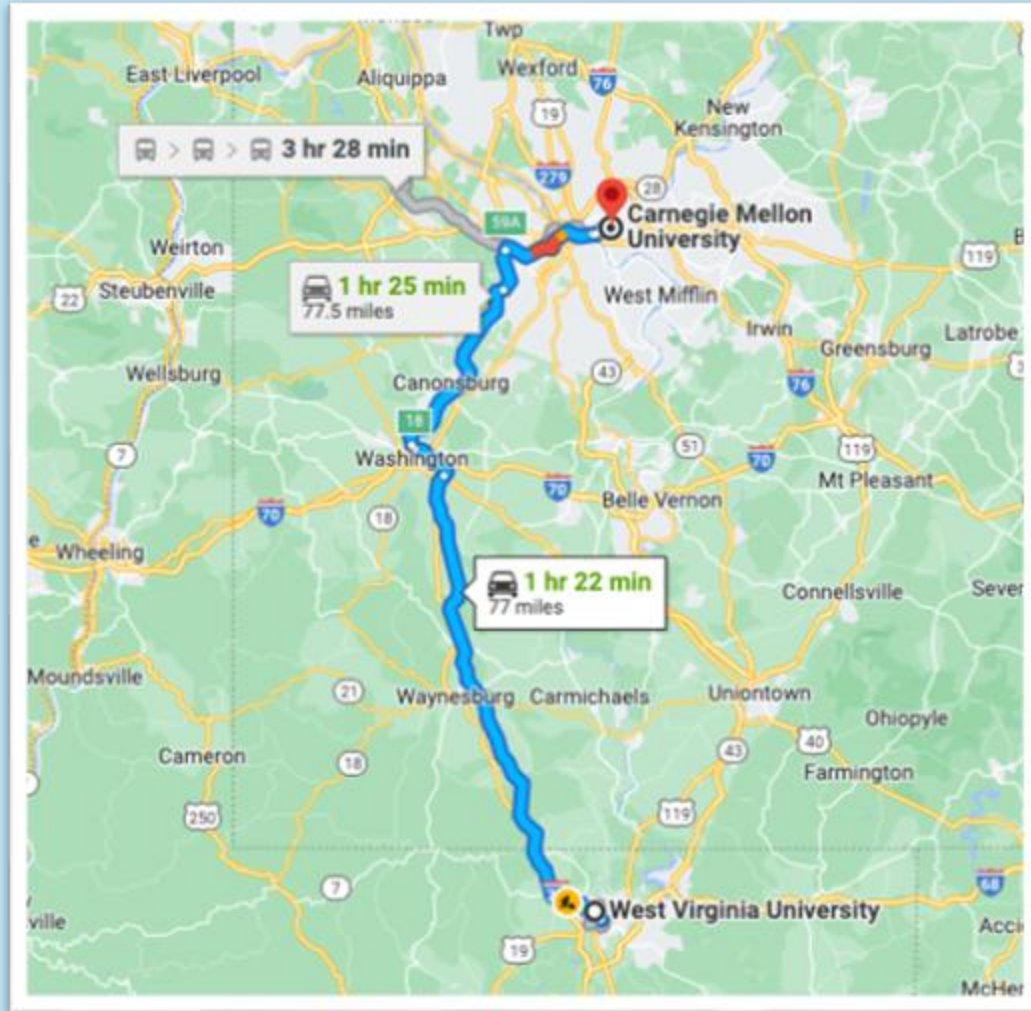 Twp
East Liverpool
Aliquippa
Wexford
76
19
New
Kensington
3 hr 28 min
279
28
59A
Carnegie Mellon
University
Weirton
119
22
Steubenville
1 hr 25 min
77.5 miles
West Mifflin
Irwin
Latrobe
Greensburg
Wellsburg
Canonsburg
43
76
18
7
Washington
51
70
119
Mt Pleasant
70
70
Belle Vernon
18
Wheeling
1 hr 22 min
77 miles
Connellsville
Sever
Moundsville
21
Waynesburg
Carmichaels
Uniontown
Ohiopyle
Cameron
18
43
40
Farmington
250
119
7
68
West Virginia University
ville
19
Acci
McHer